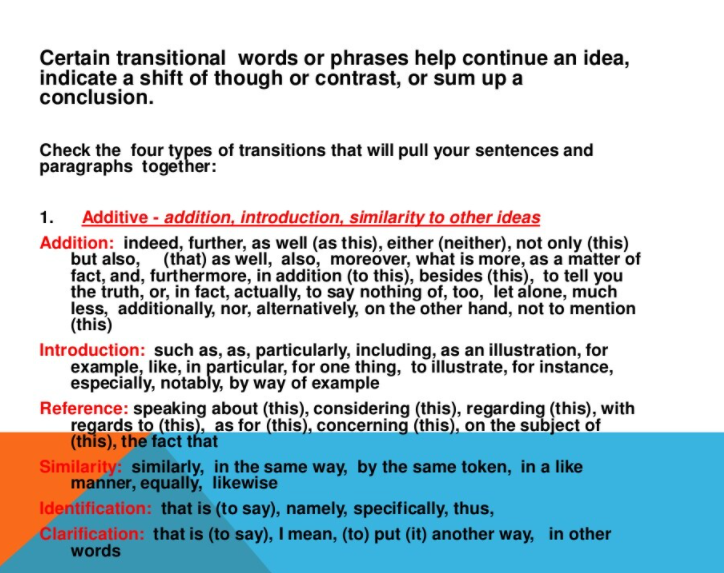 Certain transitional words or phrases help continue an idea,
indicate a shift of though or contrast, or sum up a
conclusion.
Check the four types of transitions that will pull your sentences and
paragraphs together:
1. Additive - addition, introduction, similarity to other ideas
Addition: indeed, further, as well (as this), either (neither), not only (this)
but also, (that) as well, also, moreover, what is more, as a matter of
fact, and, furthermore, in addition (to this), besides (this), to tell you
the truth, or, in fact, actually, to say nothing of, too, let alone, much
less, additionally, nor, alternatively, on the other hand, not to mention
(this)
Introduction: such as, as, particularly, including, as an illustration, for
example, like, in particular, for one thing, to illustrate, for instance,
especially, notably, by way of example
Reference: speaking about (this), considering (this), regarding (this), with
regards to (this), as for (this), concerning (this), on the subject of
(this), the fact that
Similarity: similarly, in the same way, by the same token, in a like
manner, equally, likewise
Identification: that is (to say), namely, specifically, thus,
Clarification: that is (to say), I mean, (to) put (it) another way, in other
words